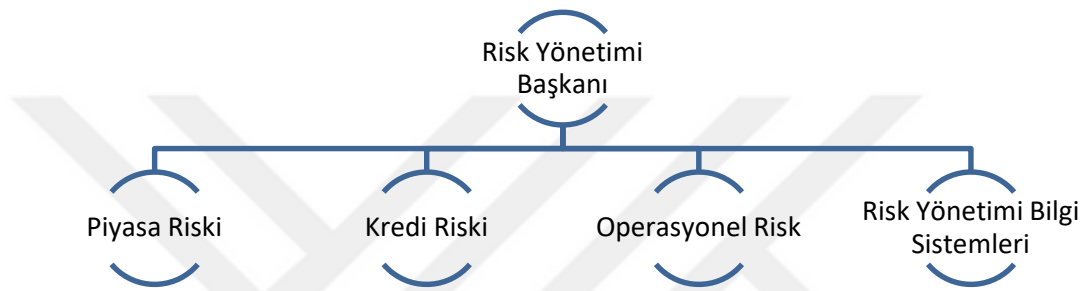 Risk Yönetimi
Başkanı
Piyasa Riski
Kredi Riski
Operasyonel Risk
Risk Yönetimi Bilgi
Sistemleri